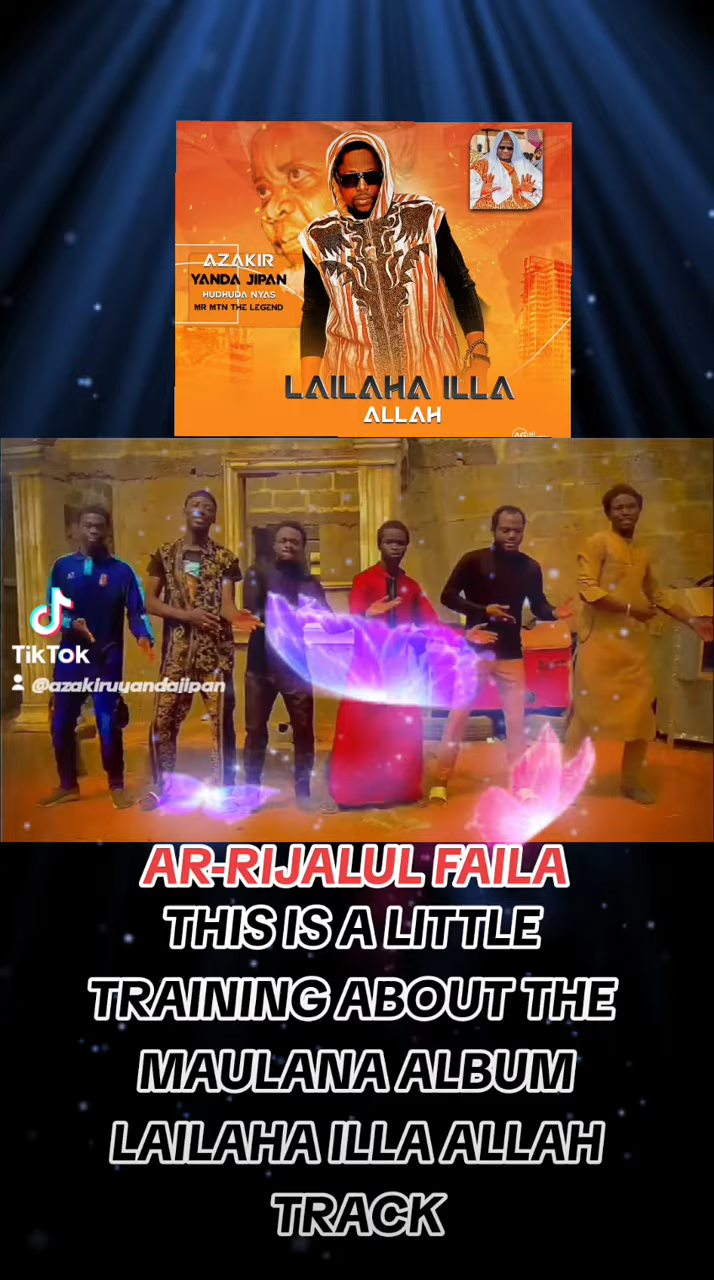 AZAKIR
YANDA JIPAN
HUDHUDA NYAS
MR MTN THE LEGEND
LAILAHA ILLA
ALLAH
TikTok
@azakiruyandajipan
AR-RIJALUL FAILA
THIS IS A LITTLE
TRAINING ABOUT THE
MAULANA ALBUM
LAILAHA ILLA ALLAH
TRACK